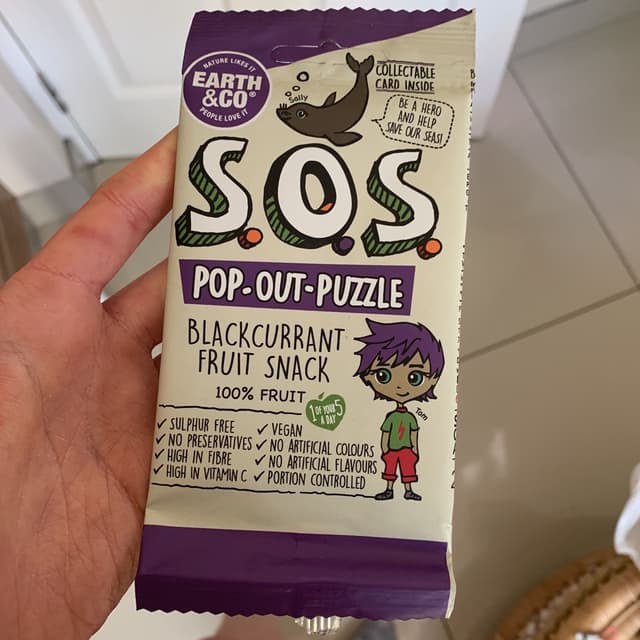 NATURE LIKES IT
EARTH
&CO®
PEOPLE LOVE IT
Sally
COLLECTABLE
CARD INSIDE
BE A HERO
AND HELP
SAVE OUR SEAS!
S.O.S.
POP-OUT-PUZZLE
BLACKCURRANT
FRUIT SNACK
100% FRUIT
1 OF YOUR 5
A DAY
Tom
✓ SULPHUR FREE
✓ NO PRESERVATIVES
✓ HIGH IN FIBRE
✓ HIGH IN VITAMIN C
✓ VEGAN
✓ NO ARTIFICIAL COLOURS
✓ NO ARTIFICIAL FLAVOURS
✓ PORTION CONTROLLED